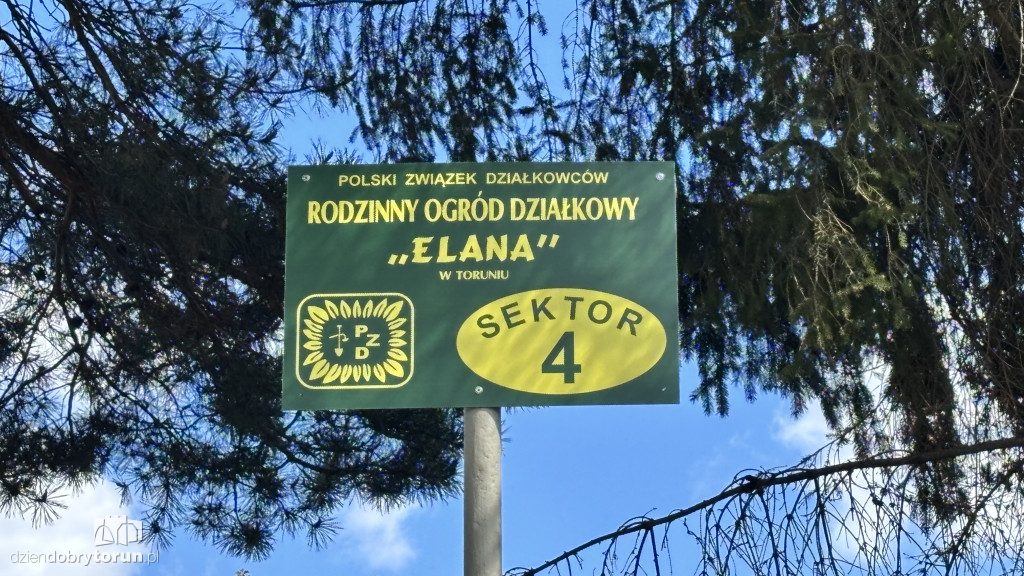 POLSKI ZWIĄZEK DZIAŁKOWCÓW
RODZINNY OGRÓD DZIAŁKOWY
„ELANA”
W TORUNIU
PZD
SEKTOR
4
dziendobrytorun.pl